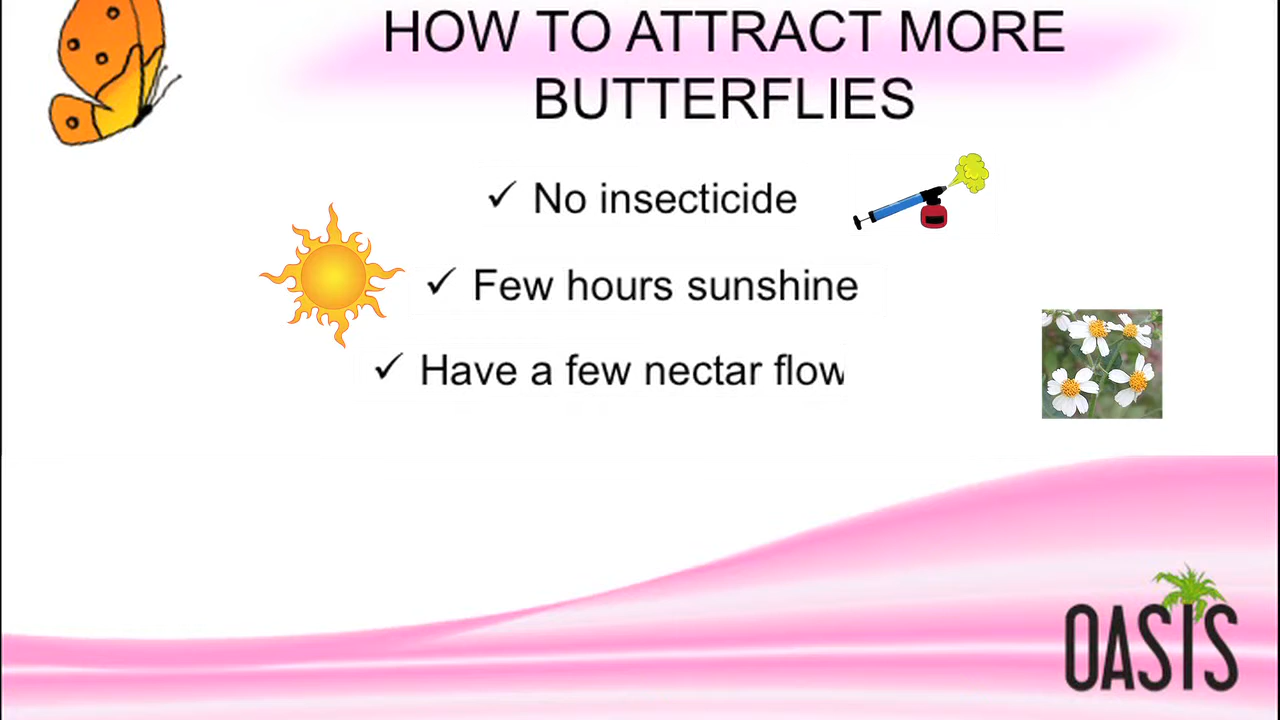 HOW TO ATTRACT MORE
BUTTERFLIES
✓ No insecticide
✓ Few hours sunshine
✓ Have a few nectar flow
OASIS